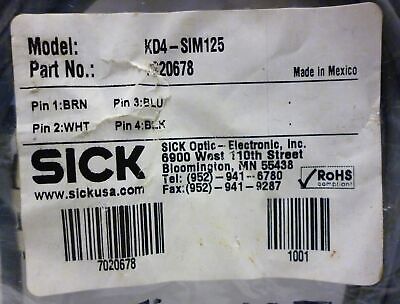 Model: KD4-SIM125
Part No.: 7020678
Made in Mexico
Pin 1:BRN Pin 3:BLU
Pin 2:WHT Pin 4:BLK
SICK
www.sickusa.com
SICK Optic-Electronic, Inc.
6900 West 110th Street
Bloomington, MN 55438
Tel: (952)-941-6780
Fax:(952)-941-9287
RoHS
compliant
7020678
1001